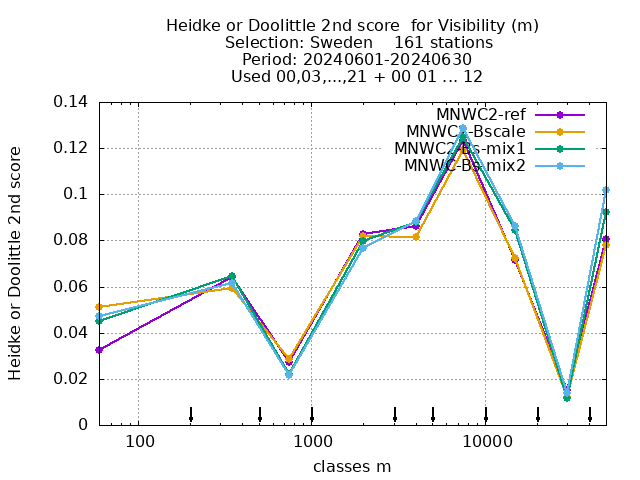 Heidke or Doolittle 2nd score  for Visibility (m)
Selection: Sweden    161 stations
Period: 20240601-20240630
Used 00,03,...,21 + 00 01 ... 12
Heidke or Doolittle 2nd score
0.14
0.12
0.1
0.08
0.06
0.04
0.02
0
MNWC2-ref
MNWC2-Bscale
MNWC2-Bs-mix1
MNWC-Bs-mix2
100
1000
10000
classes m